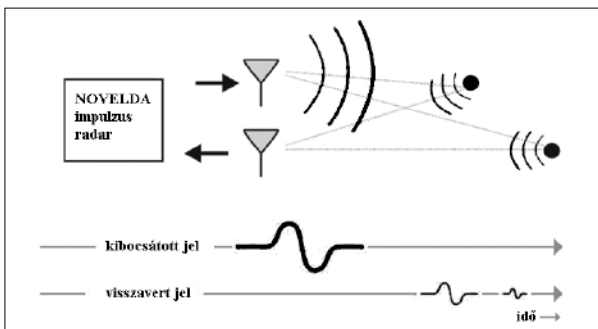 NOVELDA
impulzus
radar
kibocsátott jel
visszavert jel
idő